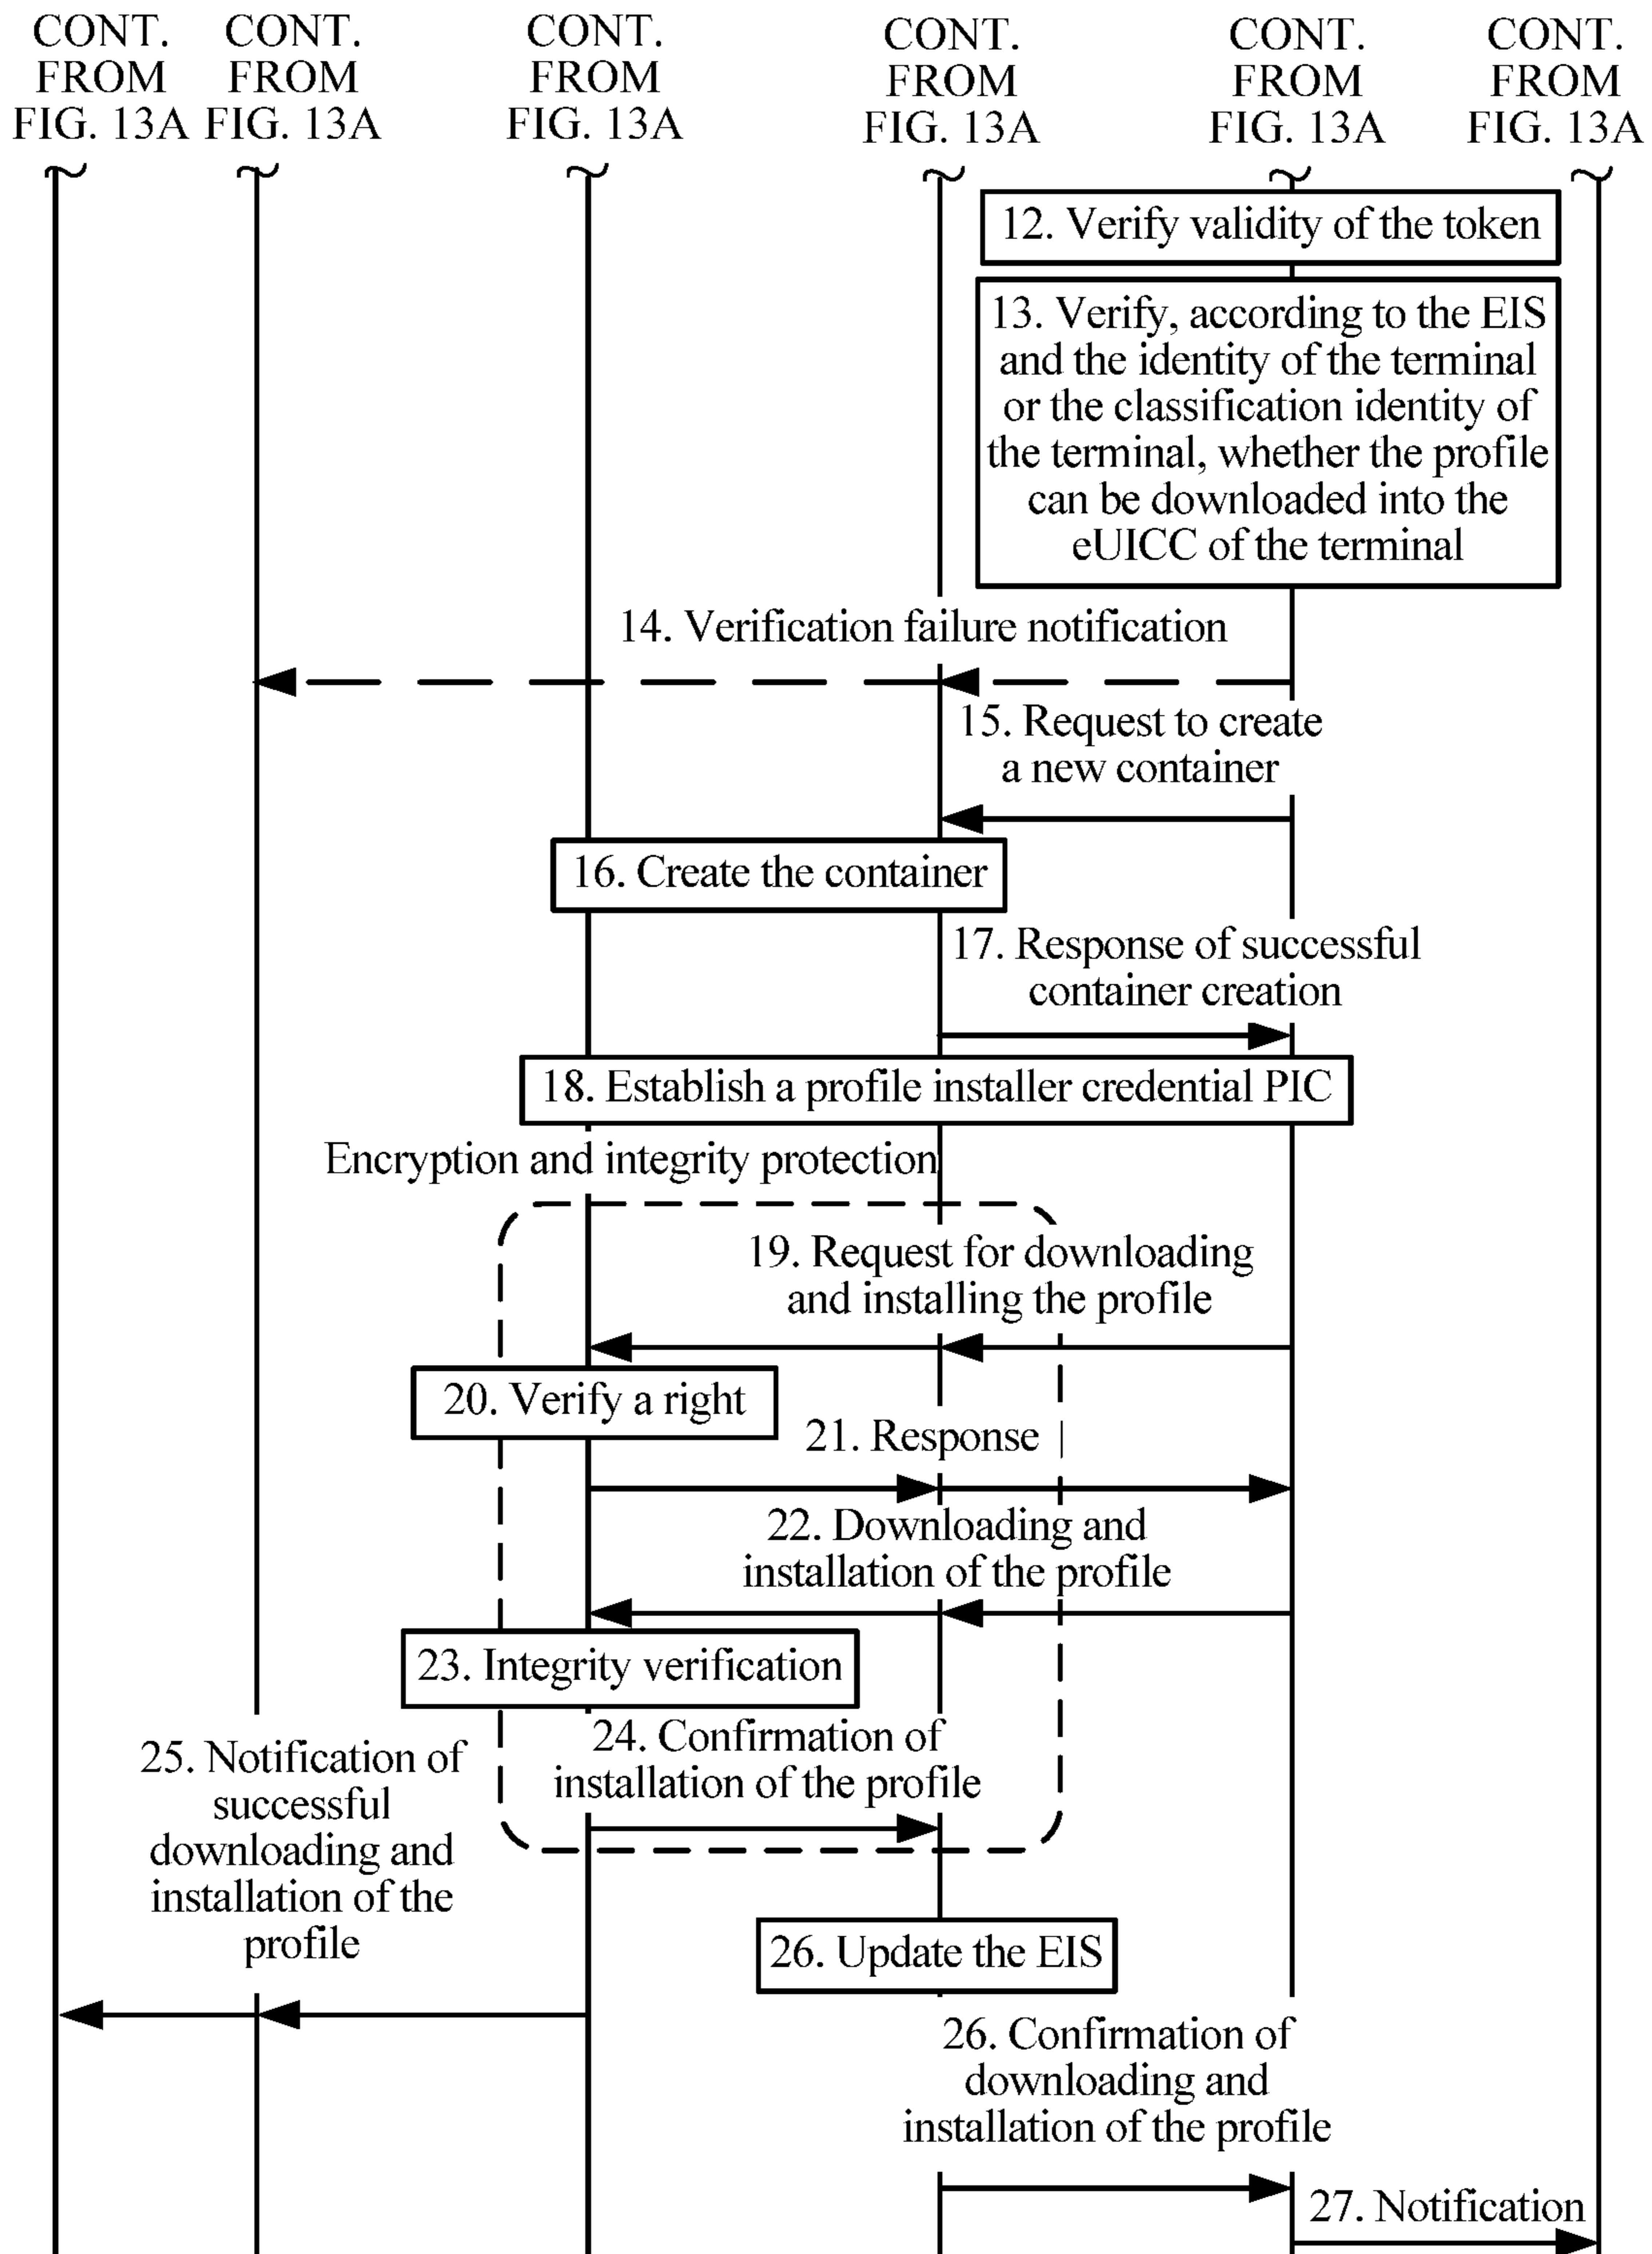 CONT.
FROM
FIG. 13A
CONT.
FROM
FIG. 13A
CONT.
FROM
FIG. 13A
CONT.
FROM
FIG. 13A
CONT.
FROM
FIG. 13A
CONT.
FROM
FIG. 13A
12. Verify validity of the token
13. Verify, according to the EIS
and the identity of the terminal
or the classification identity of
the terminal, whether the profile
can be downloaded into the
eUICC of the terminal
14. Verification failure notification
15. Request to create
a new container
16. Create the container
17. Response of successful
container creation
18. Establish a profile installer credential PIC
Encryption and integrity protection
19. Request for downloading
and installing the profile
20. Verify a right
21. Response
22. Downloading and
installation of the profile
23. Integrity verification
24. Confirmation of
installation of the profile
25. Notification of
successful
downloading and
installation of the
profile
26. Update the EIS
26. Confirmation of
downloading and
installation of the profile
27. Notification